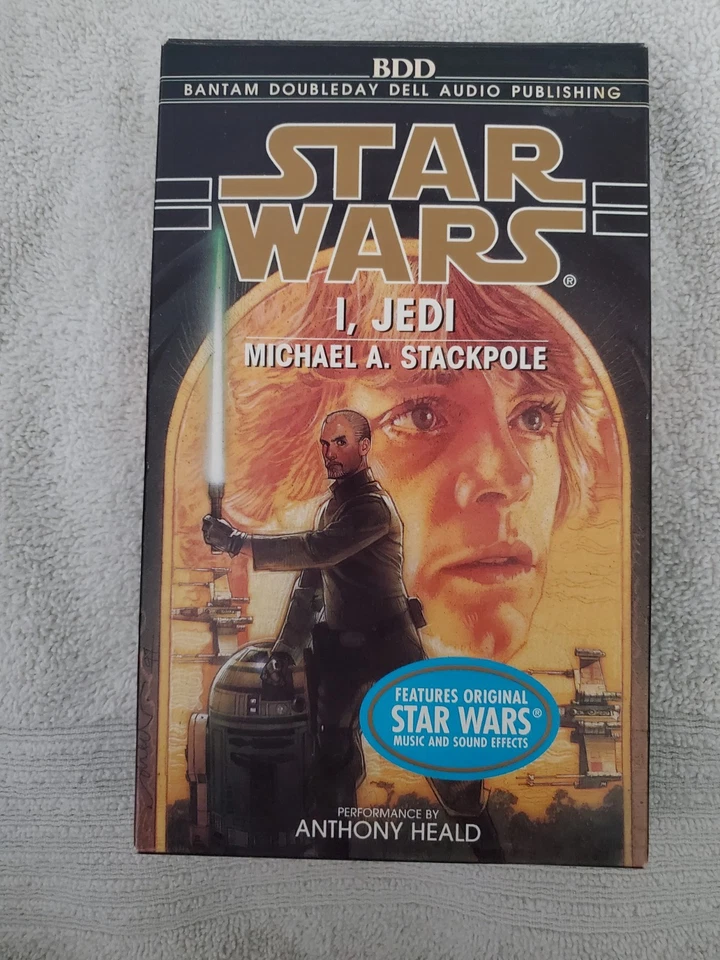 BDD
BANTAM DOUBLEDAY DELL AUDIO PUBLISHING
STAR
WARS®
I, JEDI
MICHAEL A. STACKPOLE
FEATURES ORIGINAL
STAR WARS®
MUSIC AND SOUND EFFECTS
PERFORMANCE BY
ANTHONY HEALD